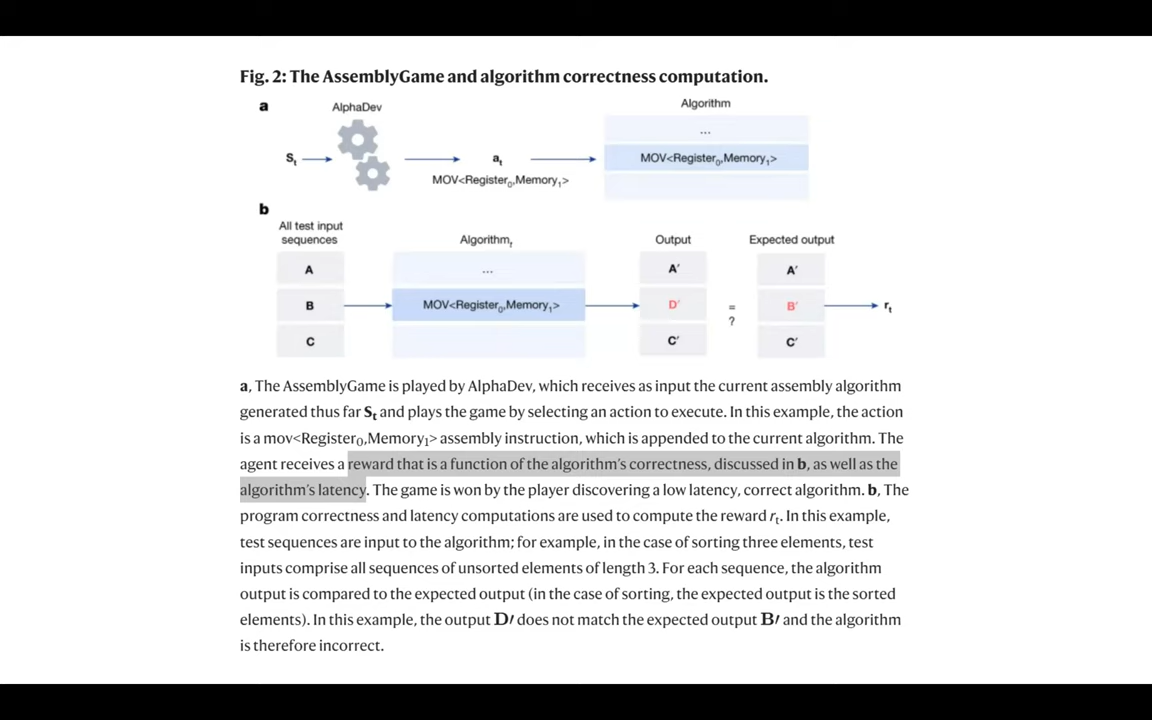 Fig. 2: The AssemblyGame and algorithm correctness computation.
a
AlphaDev
Algorithm
...
Sₜ
aₜ
MOV<Register₀,Memory₁>
MOV<Register₀,Memory₁>
b
All test input
sequences
Algorithmₜ
Output
Expected output
A
...
A′
A′
B
MOV<Register₀,Memory₁>
D′
=
?
B′
rₜ
C
C′
C′
a, The AssemblyGame is played by AlphaDev, which receives as input the current assembly algorithm
generated thus far Sₜ and plays the game by selecting an action to execute. In this example, the action
is a mov<Register₀,Memory₁> assembly instruction, which is appended to the current algorithm. The
agent receives a reward that is a function of the algorithm’s correctness, discussed in b, as well as the
algorithm’s latency. The game is won by the player discovering a low latency, correct algorithm. b, The
program correctness and latency computations are used to compute the reward rₜ. In this example,
test sequences are input to the algorithm; for example, in the case of sorting three elements, test
inputs comprise all sequences of unsorted elements of length 3. For each sequence, the algorithm
output is compared to the expected output (in the case of sorting, the expected output is the sorted
elements). In this example, the output D′ does not match the expected output B′ and the algorithm
is therefore incorrect.